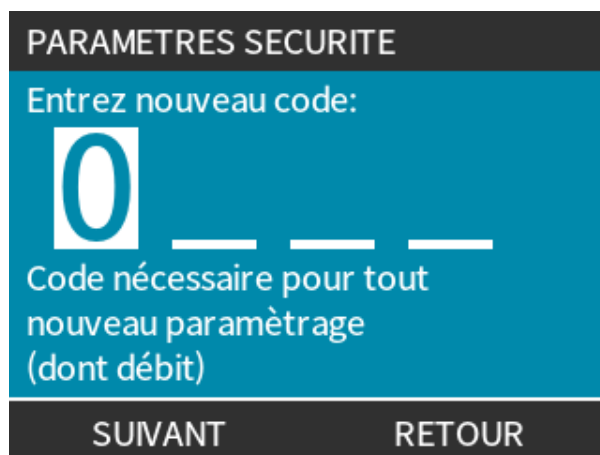 PARAMETRES SECURITE
Entrez nouveau code:
0 _ _ _
Code nécessaire pour tout
nouveau paramètrage
(dont débit)
SUIVANT RETOUR